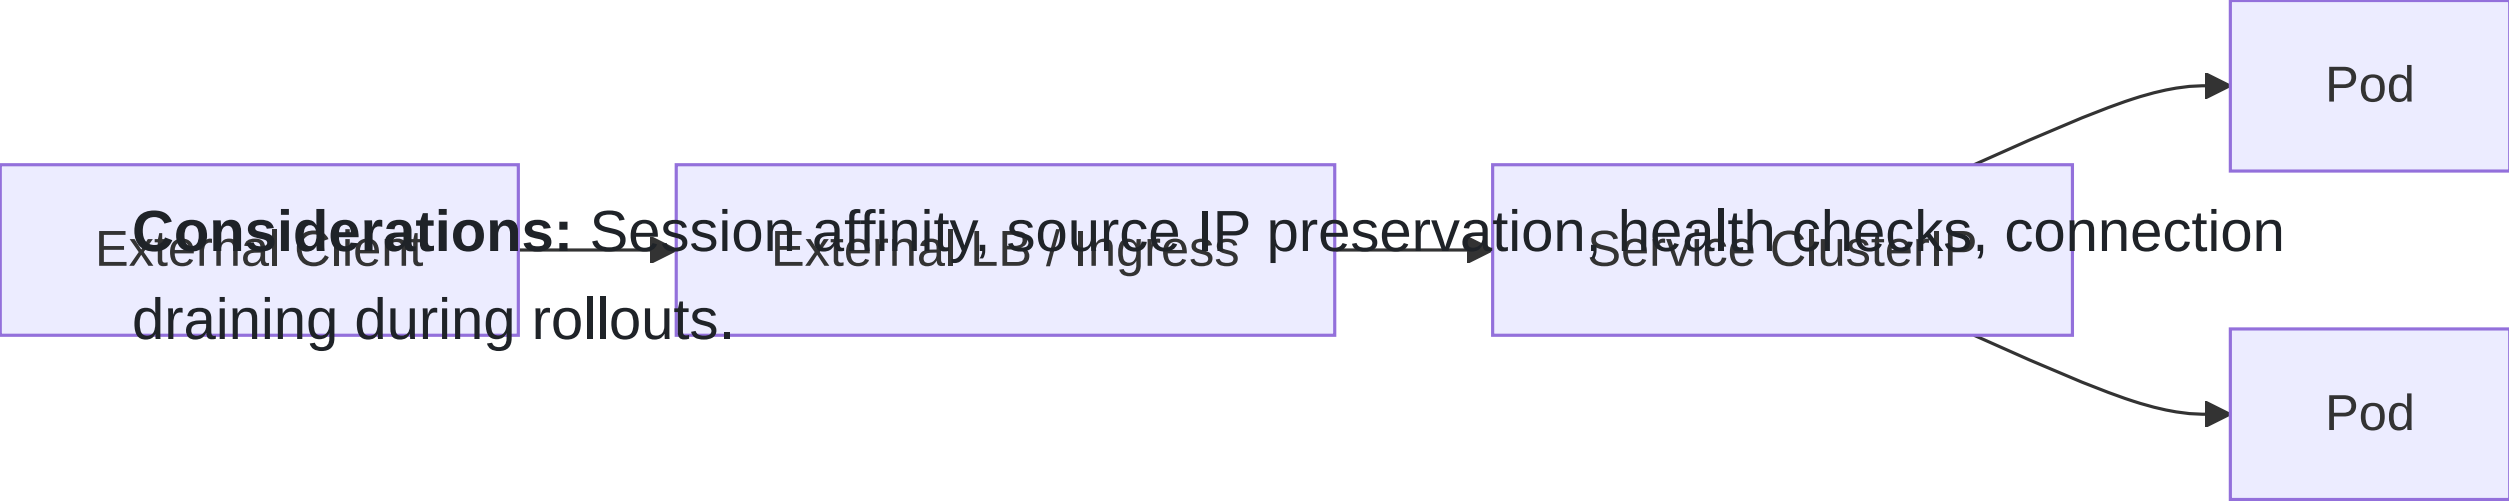 Pod
Considerations: Session affinity, source IP preservation, health checks, connection
draining during rollouts.
External Client
External LB / Ingress
Service ClusterIP
Pod